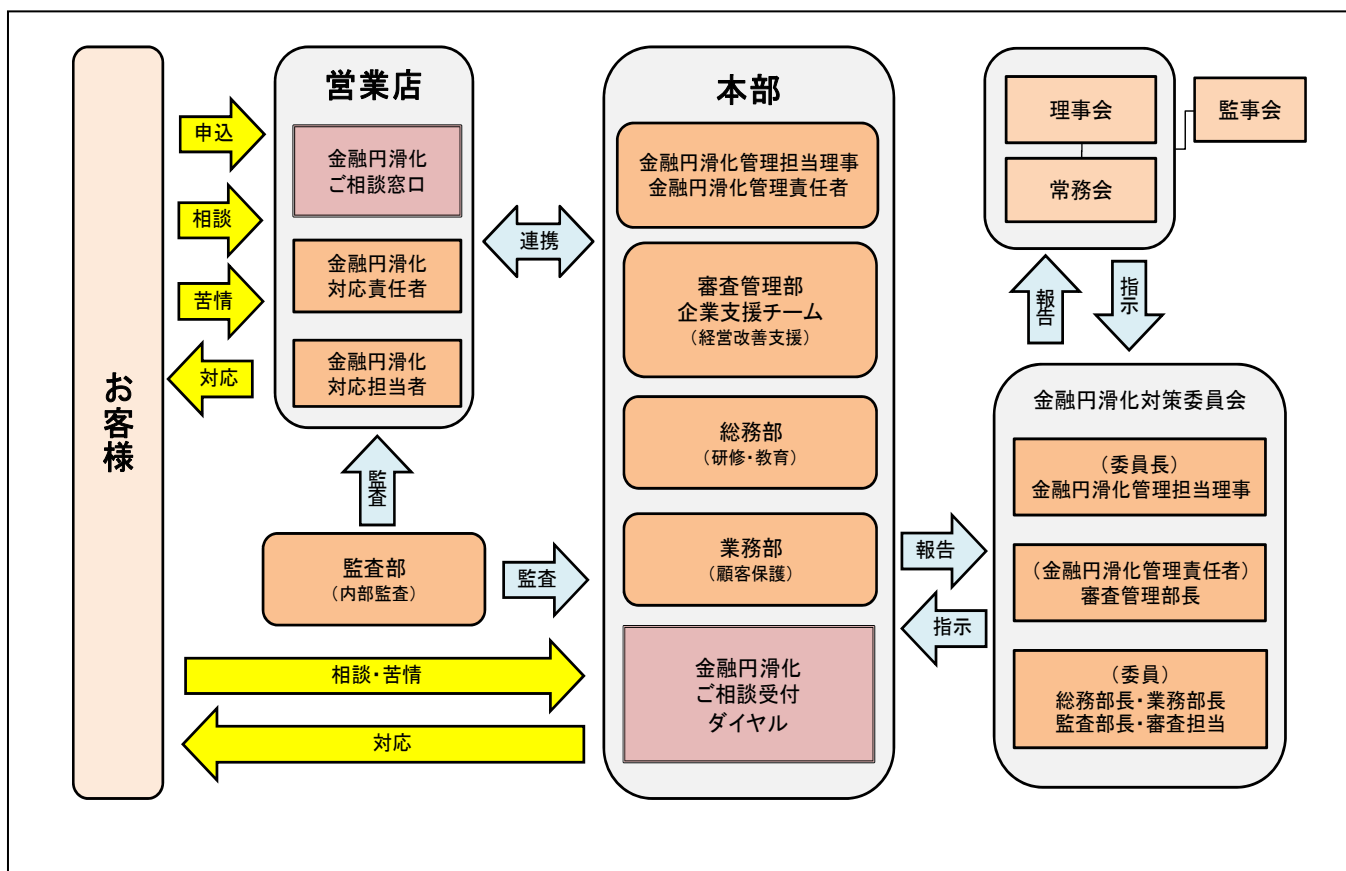 お客様
申込
相談
苦情
対応
営業店
金融円滑化
ご相談窓口
金融円滑化
対応責任者
金融円滑化
対応担当者
監査
監査部
(内部監査)
監査
連携
相談・苦情
対応
本部
金融円滑化管理担当理事
金融円滑化管理責任者
審査管理部
企業支援チーム
(経営改善支援)
総務部
(研修・教育)
業務部
(顧客保護)
金融円滑化
ご相談受付
ダイヤル
報告
指示
理事会
常務会
監事会
報告
指示
金融円滑化対策委員会
(委員長)
金融円滑化管理担当理事
(金融円滑化管理責任者)
審査管理部長
(委員)
総務部長・業務部長
監査部長・審査担当